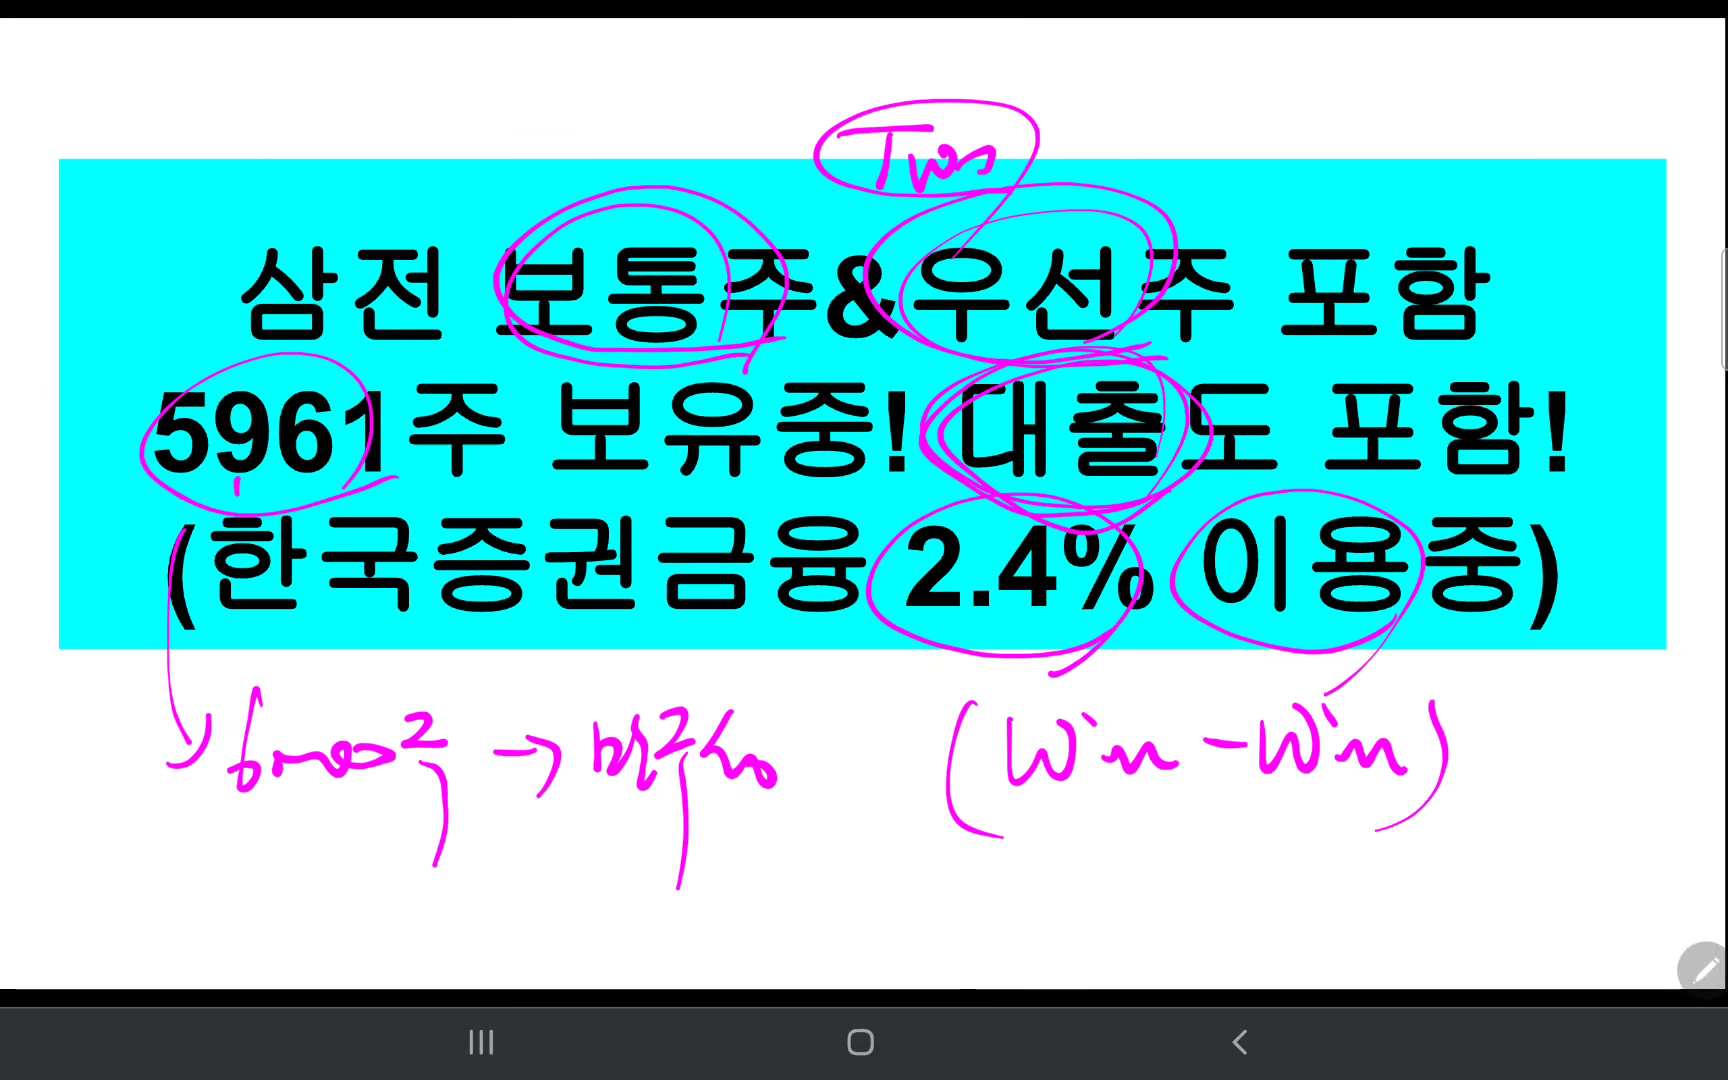 삼전 보통주&우선주 포함
5961주 보유중! 대출도 포함!
(한국증권금융 2.4% 이용중)
(Win-Win)